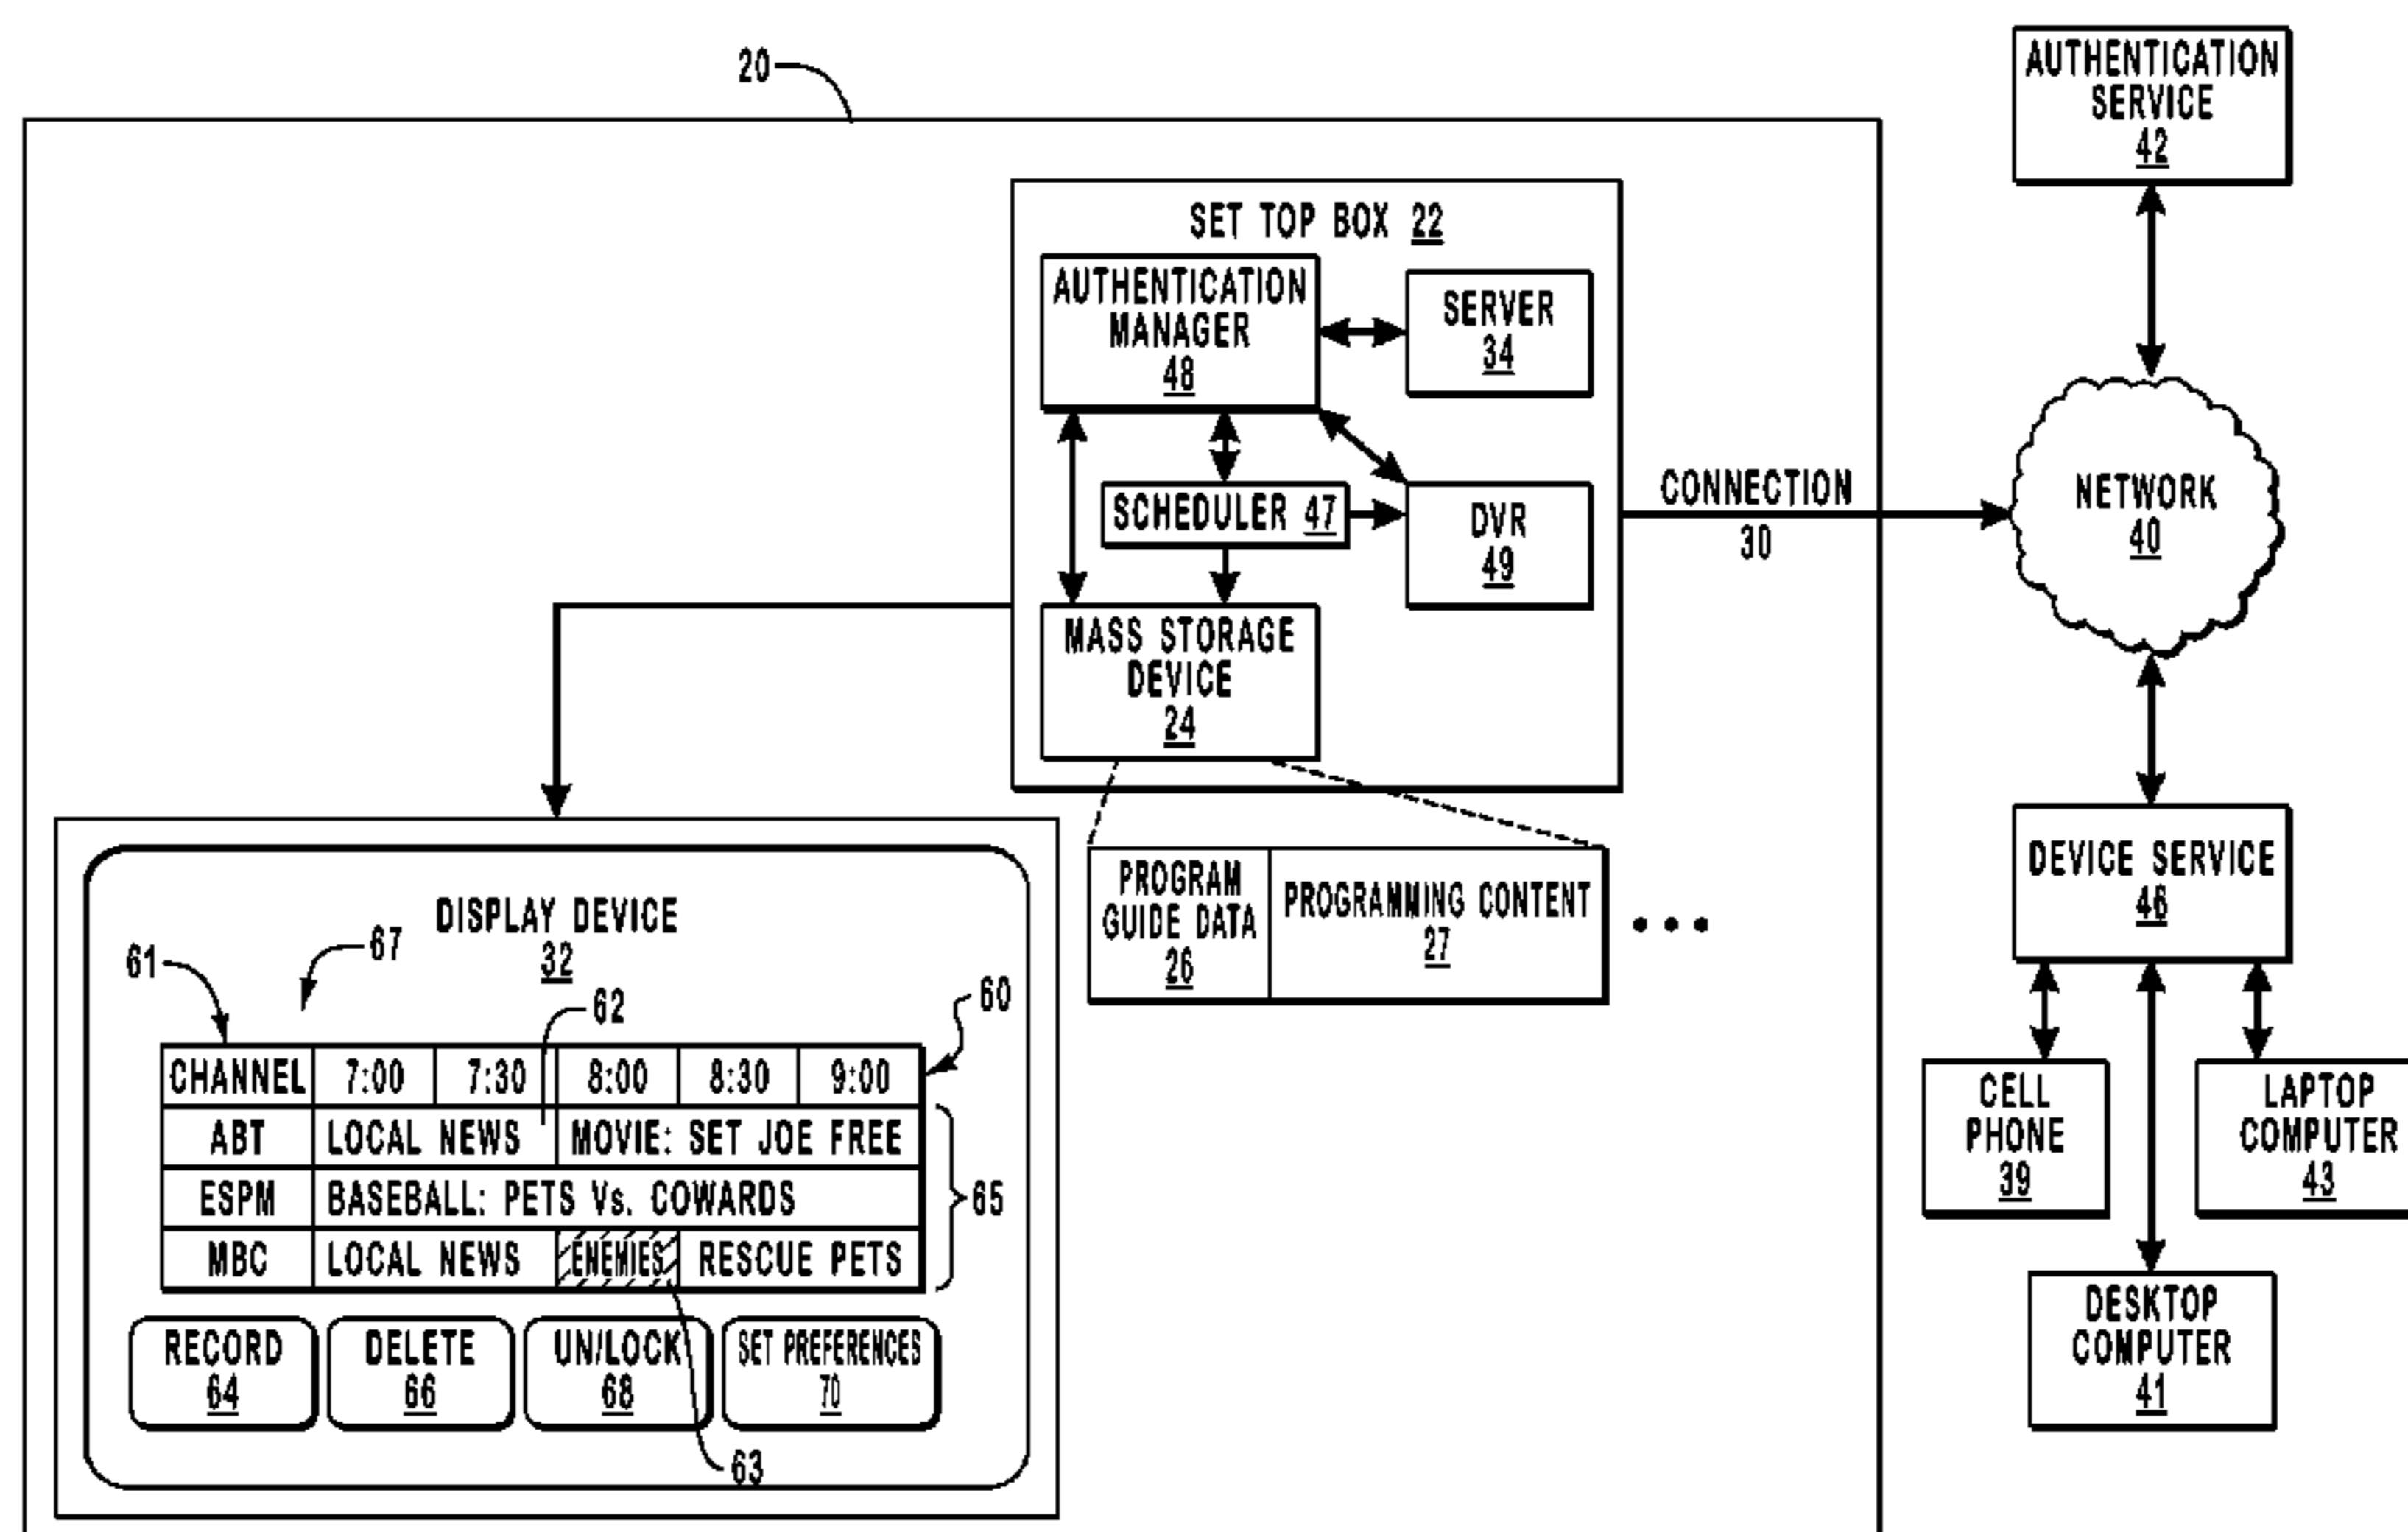 20
AUTHENTICATION
SERVICE
42
SET TOP BOX 22
AUTHENTICATION
MANAGER
48
SERVER
34
SCHEDULER 47
DVR
49
MASS STORAGE
DEVICE
24
CONNECTION
30
NETWORK
40
PROGRAM
GUIDE DATA
26
PROGRAMMING CONTENT
27
...
DEVICE SERVICE
46
CELL
PHONE
39
LAPTOP
COMPUTER
43
DESKTOP
COMPUTER
41
DISPLAY DEVICE
32
61
67
62
60
CHANNEL 7:00 7:30 8:00 8:30 9:00
ABT LOCAL NEWS MOVIE: SET JOE FREE
ESPM BASEBALL: PETS Vs. COWARDS
MBC LOCAL NEWS ENEMIES RESCUE PETS
65
RECORD
64
DELETE
66
UN/LOCK
68
SET PREFERENCES
70
63